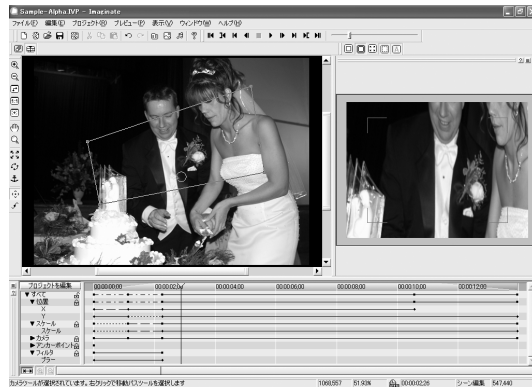 Sample-Alpha IVP - Imaginate
ファイル(F) 編集(E) プロジェクト(R) プレビュー(P) 表示(V) ウィンドウ(W) ヘルプ(H)
プロジェクトを編集
00:00:00:00 00:00:02:00 00:00:04:00 00:00:06:00 00:00:08:00 00:00:10:00 00:00:12:00
すべて
位置
X
Y
スケール
スケール
カメラ
アンカーポイント
フィルタ
ブラー
カメラツールが選択されています。右クリックで移動パスツールを選択します
1068,557 51.93% 00:00:02:26 シーン編集 547,440